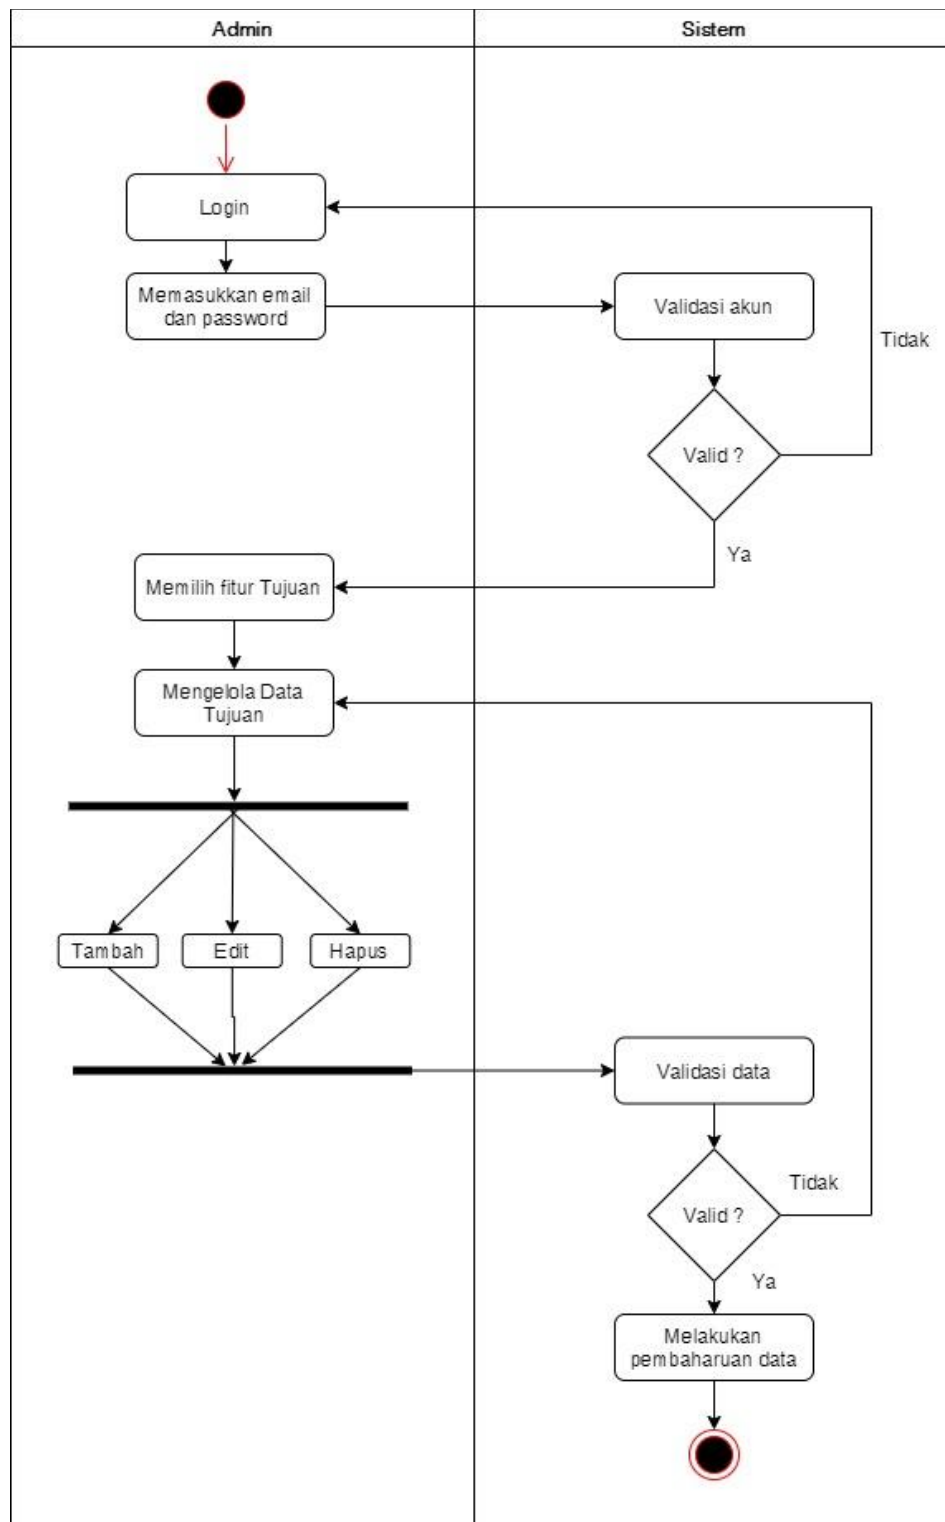 Admin
Sistem
Login
Memasukkan email
dan password
Validasi akun
Tidak
Valid ?
Ya
Memilih fitur Tujuan
Mengelola Data
Tujuan
Tambah
Edit
Hapus
Validasi data
Tidak
Valid ?
Ya
Melakukan
pembaharuan data